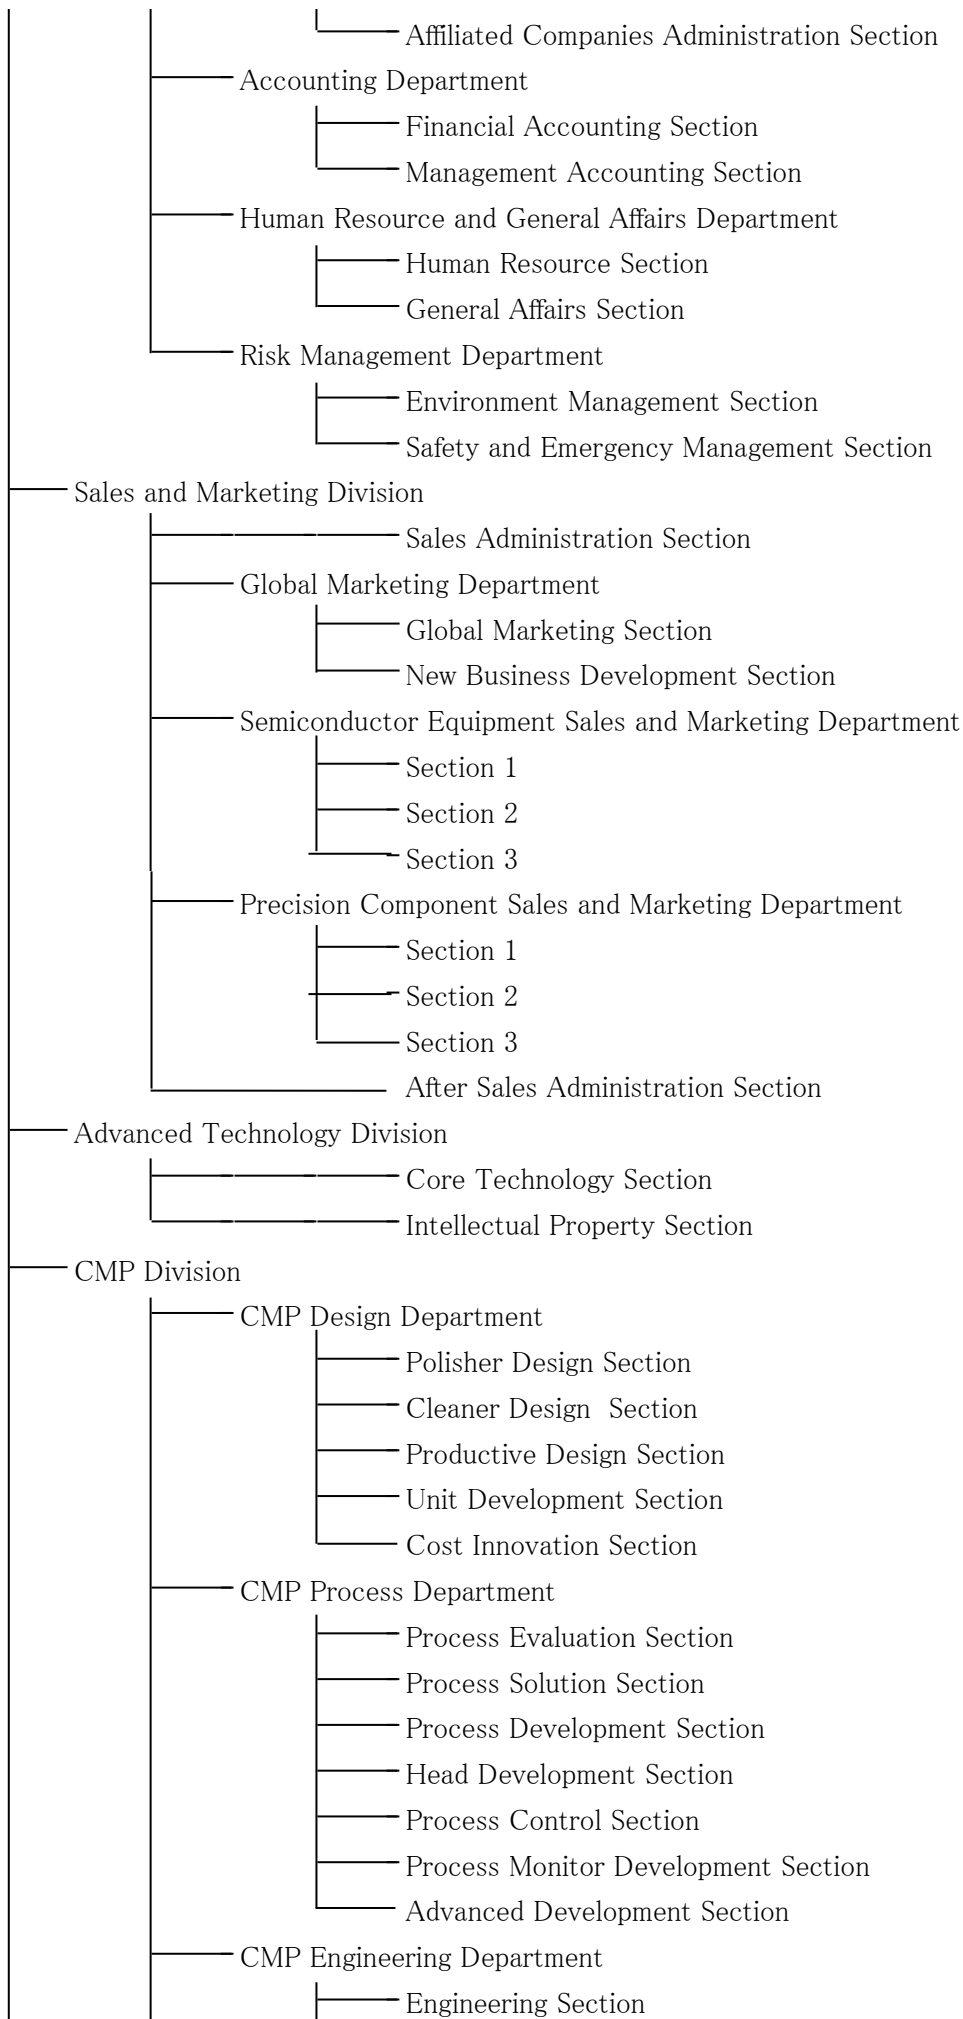 Affiliated Companies Administration Section
Accounting Department
Financial Accounting Section
Management Accounting Section
Human Resource and General Affairs Department
Human Resource Section
General Affairs Section
Risk Management Department
Environment Management Section
Safety and Emergency Management Section
Sales and Marketing Division
Sales Administration Section
Global Marketing Department
Global Marketing Section
New Business Development Section
Semiconductor Equipment Sales and Marketing Department
Section 1
Section 2
Section 3
Precision Component Sales and Marketing Department
Section 1
Section 2
Section 3
After Sales Administration Section
Advanced Technology Division
Core Technology Section
Intellectual Property Section
CMP Division
CMP Design Department
Polisher Design Section
Cleaner Design  Section
Productive Design Section
Unit Development Section
Cost Innovation Section
CMP Process Department
Process Evaluation Section
Process Solution Section
Process Development Section
Head Development Section
Process Control Section
Process Monitor Development Section
Advanced Development Section
CMP Engineering Department
Engineering Section